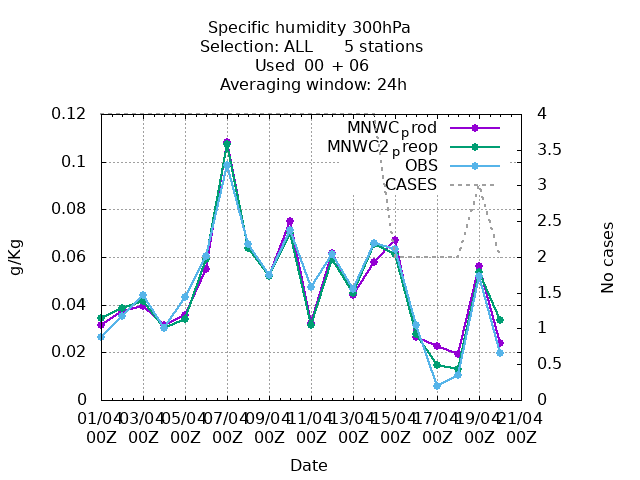 Specific humidity 300hPa
Selection: ALL 5 stations
Used 00 + 06
Averaging window: 24h
0.12
0.1
0.08
0.06
0.04
0.02
0
g/Kg
MNWCprod
MNWC2preop
OBS
CASES
4
3.5
3
2.5
2
1.5
1
0.5
0
No cases
01/04 03/04 05/04 07/04 09/04 11/04 13/04 15/04 17/04 19/04 21/04
00Z 00Z 00Z 00Z 00Z 00Z 00Z 00Z 00Z 00Z 00Z
Date